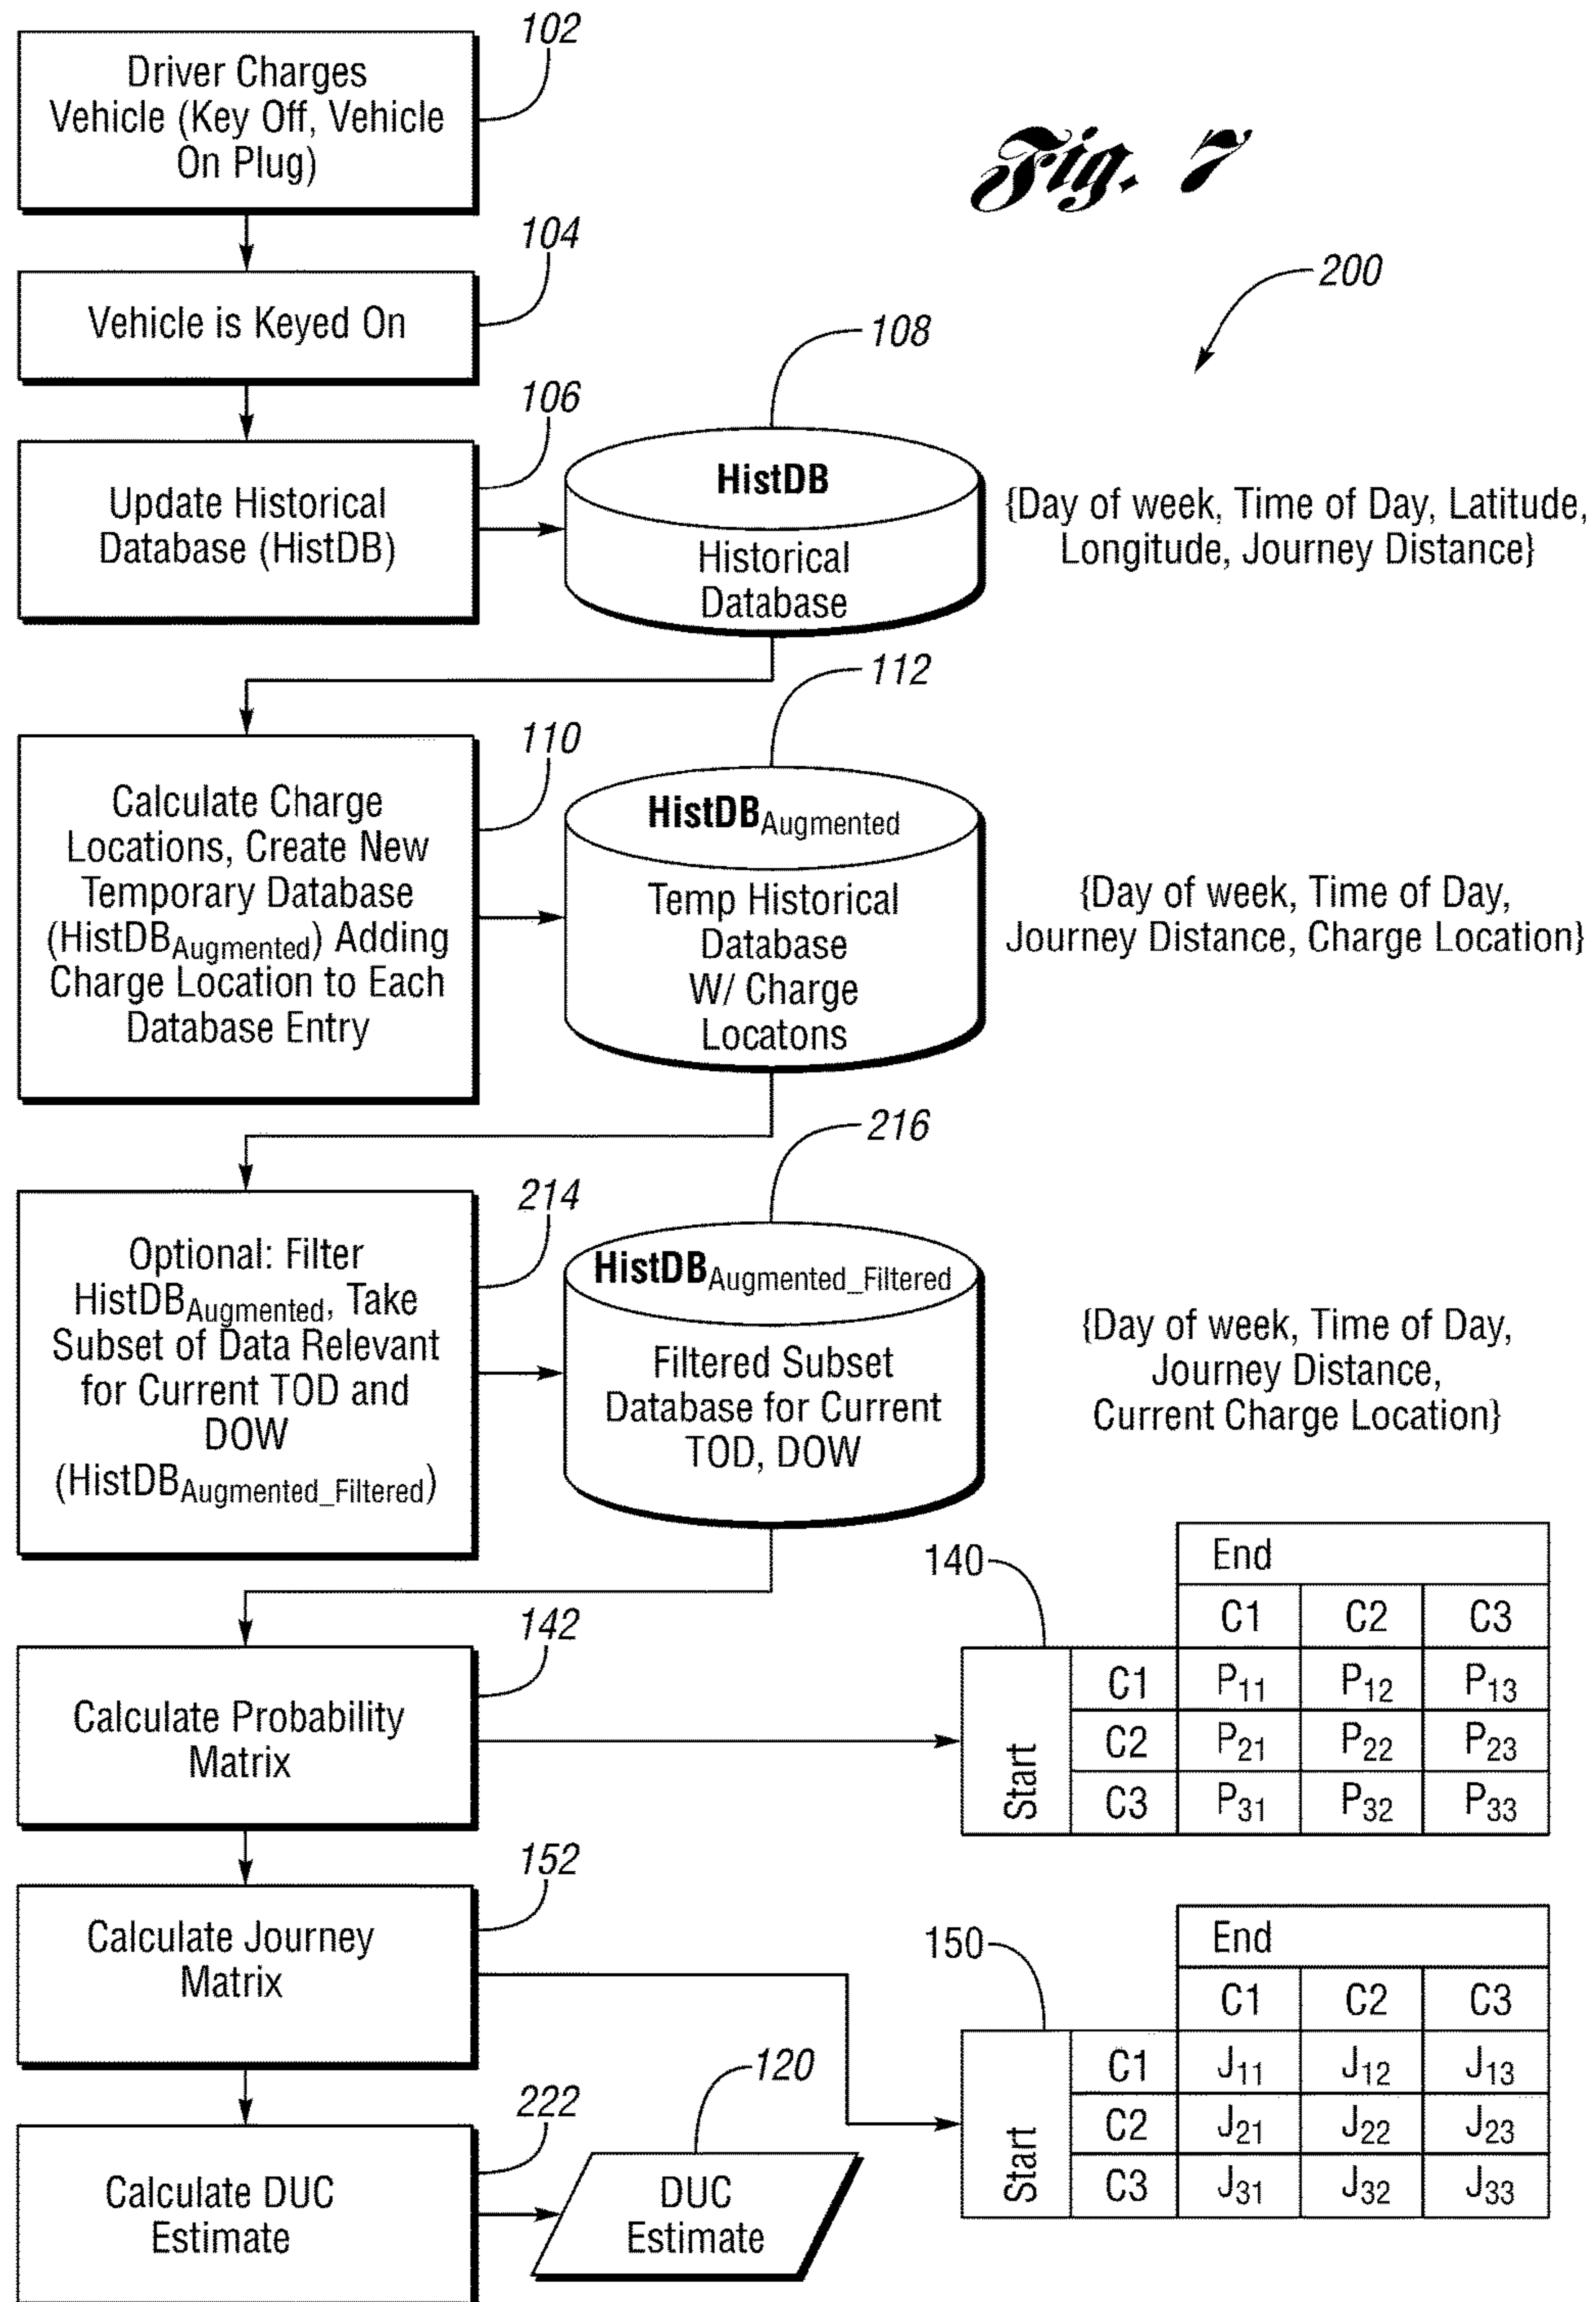 102
Driver Charges
Vehicle (Key Off, Vehicle
On Plug)
Fig. 7
104
Vehicle is Keyed On
200
108
106
Update Historical
Database (HistDB)
HistDB
Historical
Database
{Day of week, Time of Day, Latitude,
Longitude, Journey Distance}
112
110
Calculate Charge
Locations, Create New
Temporary Database
(HistDBAugmented) Adding
Charge Location to Each
Database Entry
HistDBAugmented
Temp Historical
Database
W/ Charge
Locatons
{Day of week, Time of Day,
Journey Distance, Charge Location}
216
214
Optional: Filter
HistDBAugmented, Take
Subset of Data Relevant
for Current TOD and
DOW
(HistDBAugmented_Filtered)
HistDBAugmented_Filtered
Filtered Subset
Database for Current
TOD, DOW
{Day of week, Time of Day,
Journey Distance,
Current Charge Location}
142
Calculate Probability
Matrix
140
End
C1 C2 C3
Start
C1 P11 P12 P13
C2 P21 P22 P23
C3 P31 P32 P33
152
Calculate Journey
Matrix
150
End
C1 C2 C3
Start
C1 J11 J12 J13
C2 J21 J22 J23
C3 J31 J32 J33
222
Calculate DUC
Estimate
120
DUC
Estimate